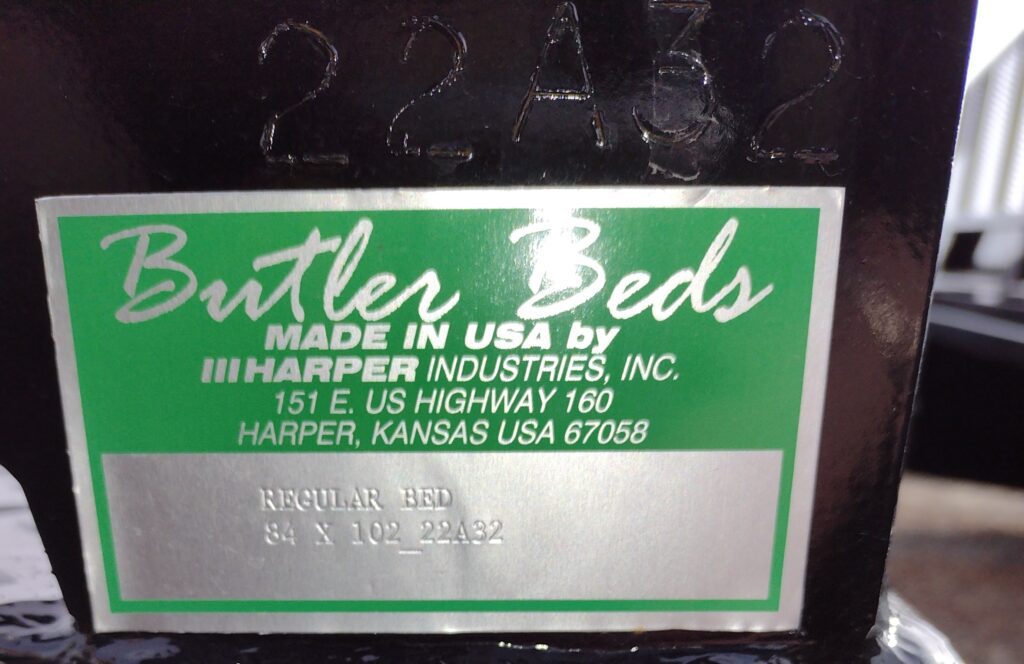 22A32
Butler Beds
MADE IN USA by
HARPER INDUSTRIES, INC.
151 E. US HIGHWAY 160
HARPER, KANSAS USA 67058
REGULAR BED
84 X 102_22A32